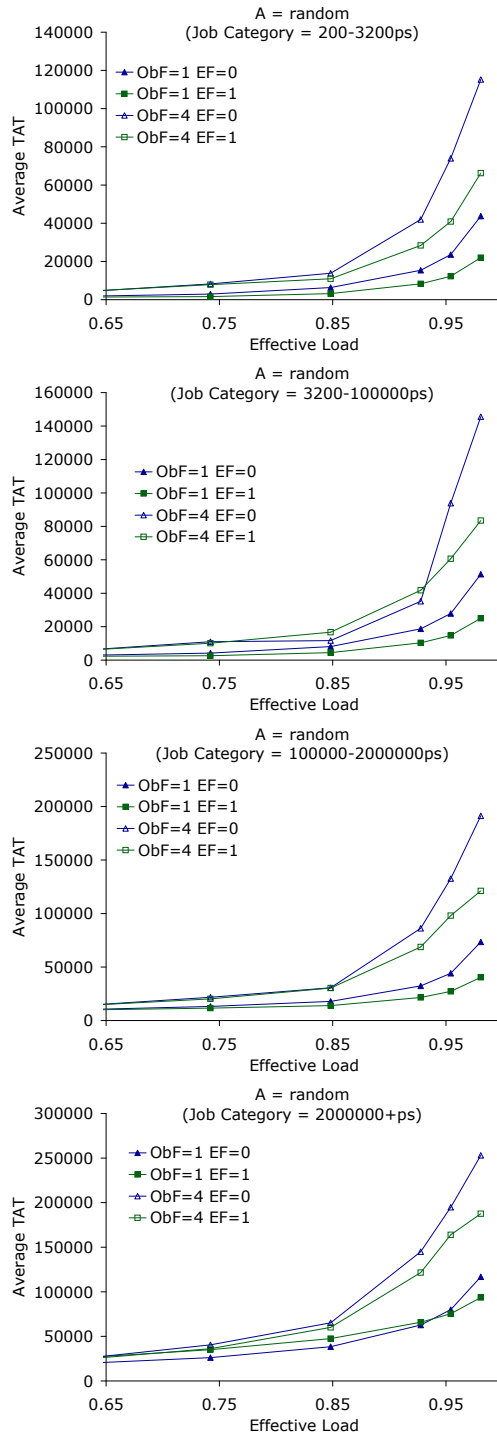 A = random
(Job Category = 200-3200ps)
140000
120000
100000
80000
60000
40000
20000
0
Average TAT
ObF=1 EF=0
ObF=1 EF=1
ObF=4 EF=0
ObF=4 EF=1
0.65 0.75 0.85 0.95
Effective Load
A = random
(Job Category = 3200-100000ps)
160000
140000
120000
100000
80000
60000
40000
20000
0
Average TAT
ObF=1 EF=0
ObF=1 EF=1
ObF=4 EF=0
ObF=4 EF=1
0.65 0.75 0.85 0.95
Effective Load
A = random
(Job Category = 100000-2000000ps)
250000
200000
150000
100000
50000
0
Average TAT
ObF=1 EF=0
ObF=1 EF=1
ObF=4 EF=0
ObF=4 EF=1
0.65 0.75 0.85 0.95
Effective Load
A = random
(Job Category = 2000000+ps)
300000
250000
200000
150000
100000
50000
0
Average TAT
ObF=1 EF=0
ObF=1 EF=1
ObF=4 EF=0
ObF=4 EF=1
0.65 0.75 0.85 0.95
Effective Load